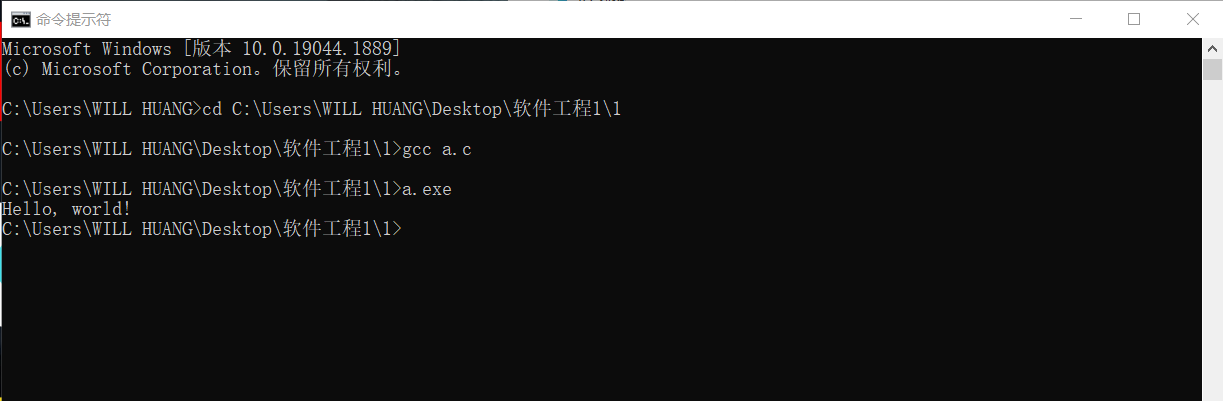 命令提示符
Microsoft Windows [版本 10.0.19044.1889]
(c) Microsoft Corporation。保留所有权利。
C:\Users\WILL HUANG>cd C:\Users\WILL HUANG\Desktop\软件工程1\1
C:\Users\WILL HUANG\Desktop\软件工程1\1>gcc a.c
C:\Users\WILL HUANG\Desktop\软件工程1\1>a.exe
Hello, world!
C:\Users\WILL HUANG\Desktop\软件工程1\1>